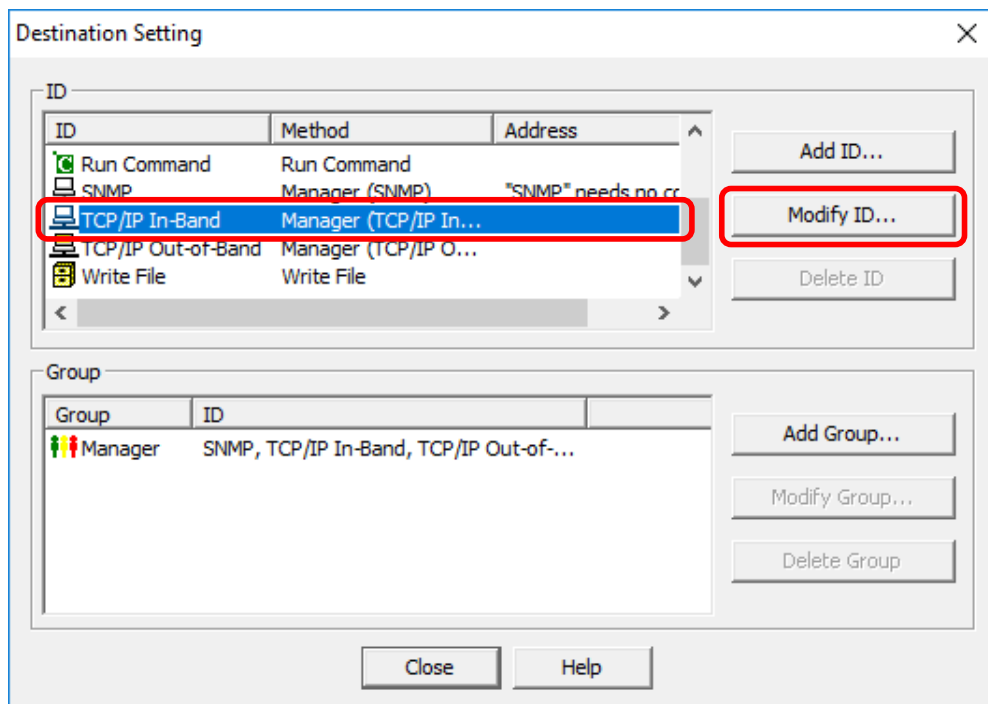 Destination Setting
ID
ID Method Address
Run Command Run Command
SNMP Manager (SNMP) "SNMP" needs no
TCP/IP In-Band Manager (TCP/IP In...
TCP/IP Out-of-Band Manager (TCP/IP O...
Write File Write File
Add ID...
Modify ID...
Delete ID
Group
Group ID
Manager SNMP, TCP/IP In-Band, TCP/IP Out-of-...
Add Group...
Modify Group...
Delete Group
Close Help